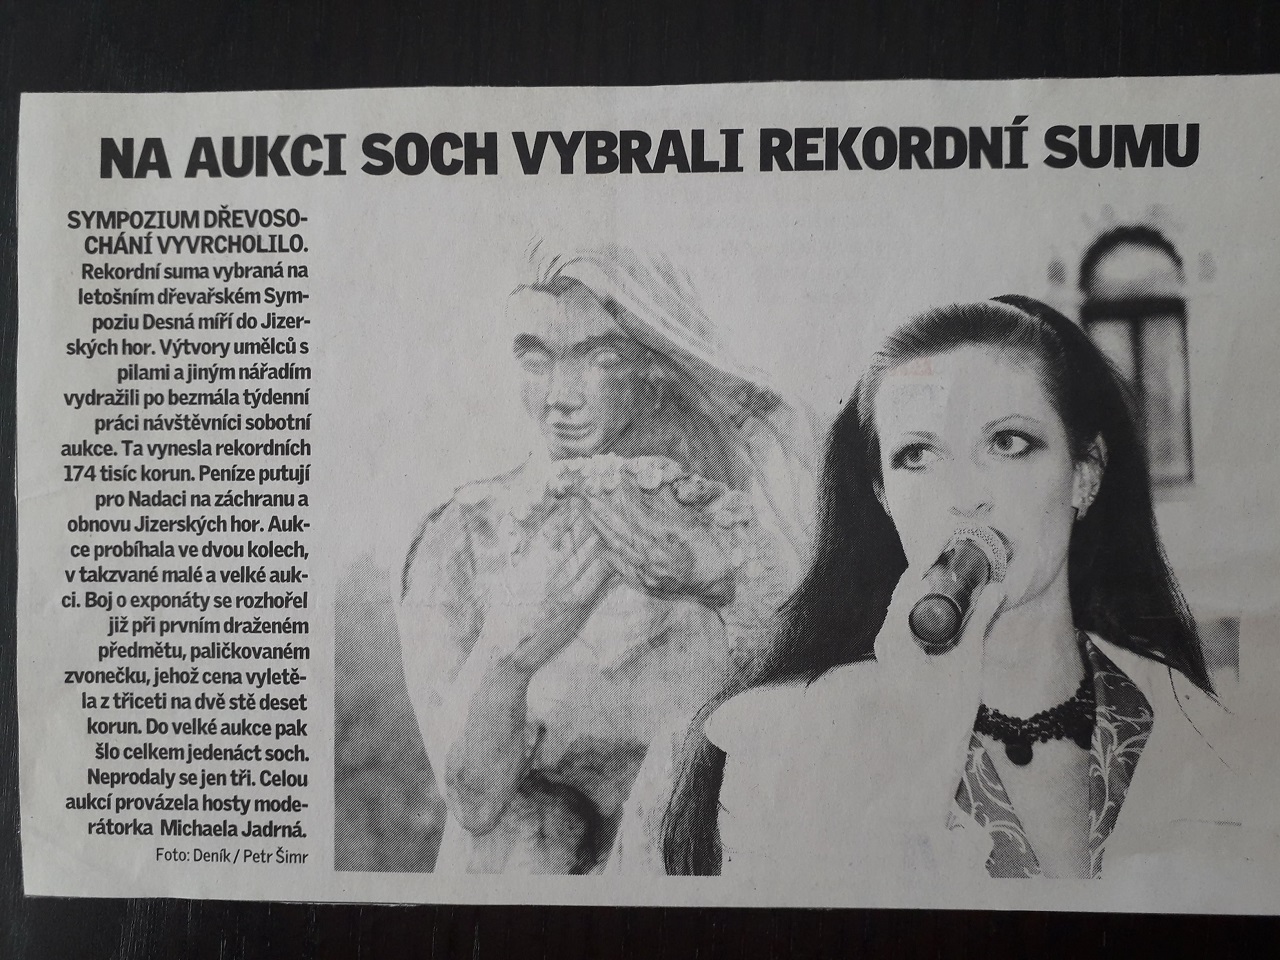 NA AUKCI SOCH VYBRALI REKORDNÍ SUMU
SYMPOZIUM DŘEVOSO-
CHÁNÍ VYVRCHOLILO.
Rekordní suma vybraná na
letošním dřevařském Sym-
poziu Desná míří do Jizer-
ských hor. Výtvory umělců s
pilami a jiným nářadím
vydražili po bezmála týdenní
práci návštěvníci sobotní
aukce. Ta vynesla rekordních
174 tisíc korun. Peníze putují
pro Nadaci na záchranu a
obnovu Jizerských hor. Auk-
ce probíhala ve dvou kolech,
v takzvané malé a velké auk-
ci. Boj o exponáty se rozhořel
již při prvním draženém
předmětu, paličkovaném
zvonečku, jehož cena vyletě-
la z třiceti na dvě stě deset
korun. Do velké aukce pak
šlo celkem jedenáct soch.
Neprodaly se jen tři. Celou
aukcí provázela hosty mode-
rátorka Michaela Jadrná.
Foto: Deník / Petr Šimr